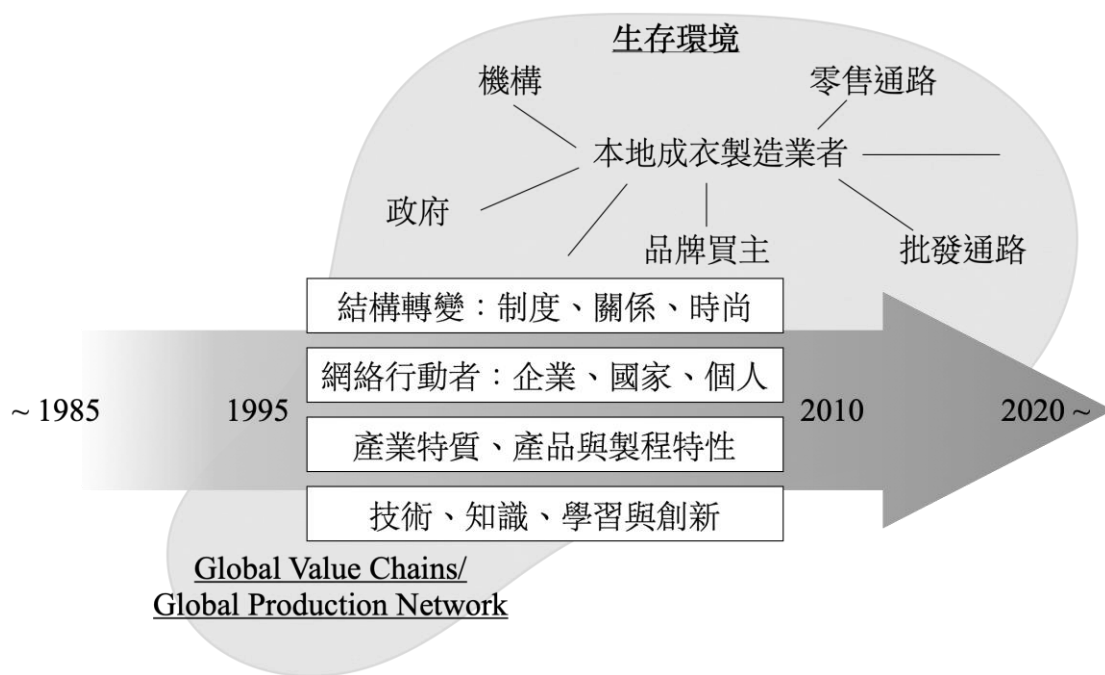 生存環境
機構
零售通路
本地成衣製造業者
政府
品牌買主
批發通路
結構轉變：制度、關係、時尚
網絡行動者：企業、國家、個人
~ 1985
1995
2010
2020 ~
產業特質、產品與製程特性
技術、知識、學習與創新
Global Value Chains/
Global Production Network